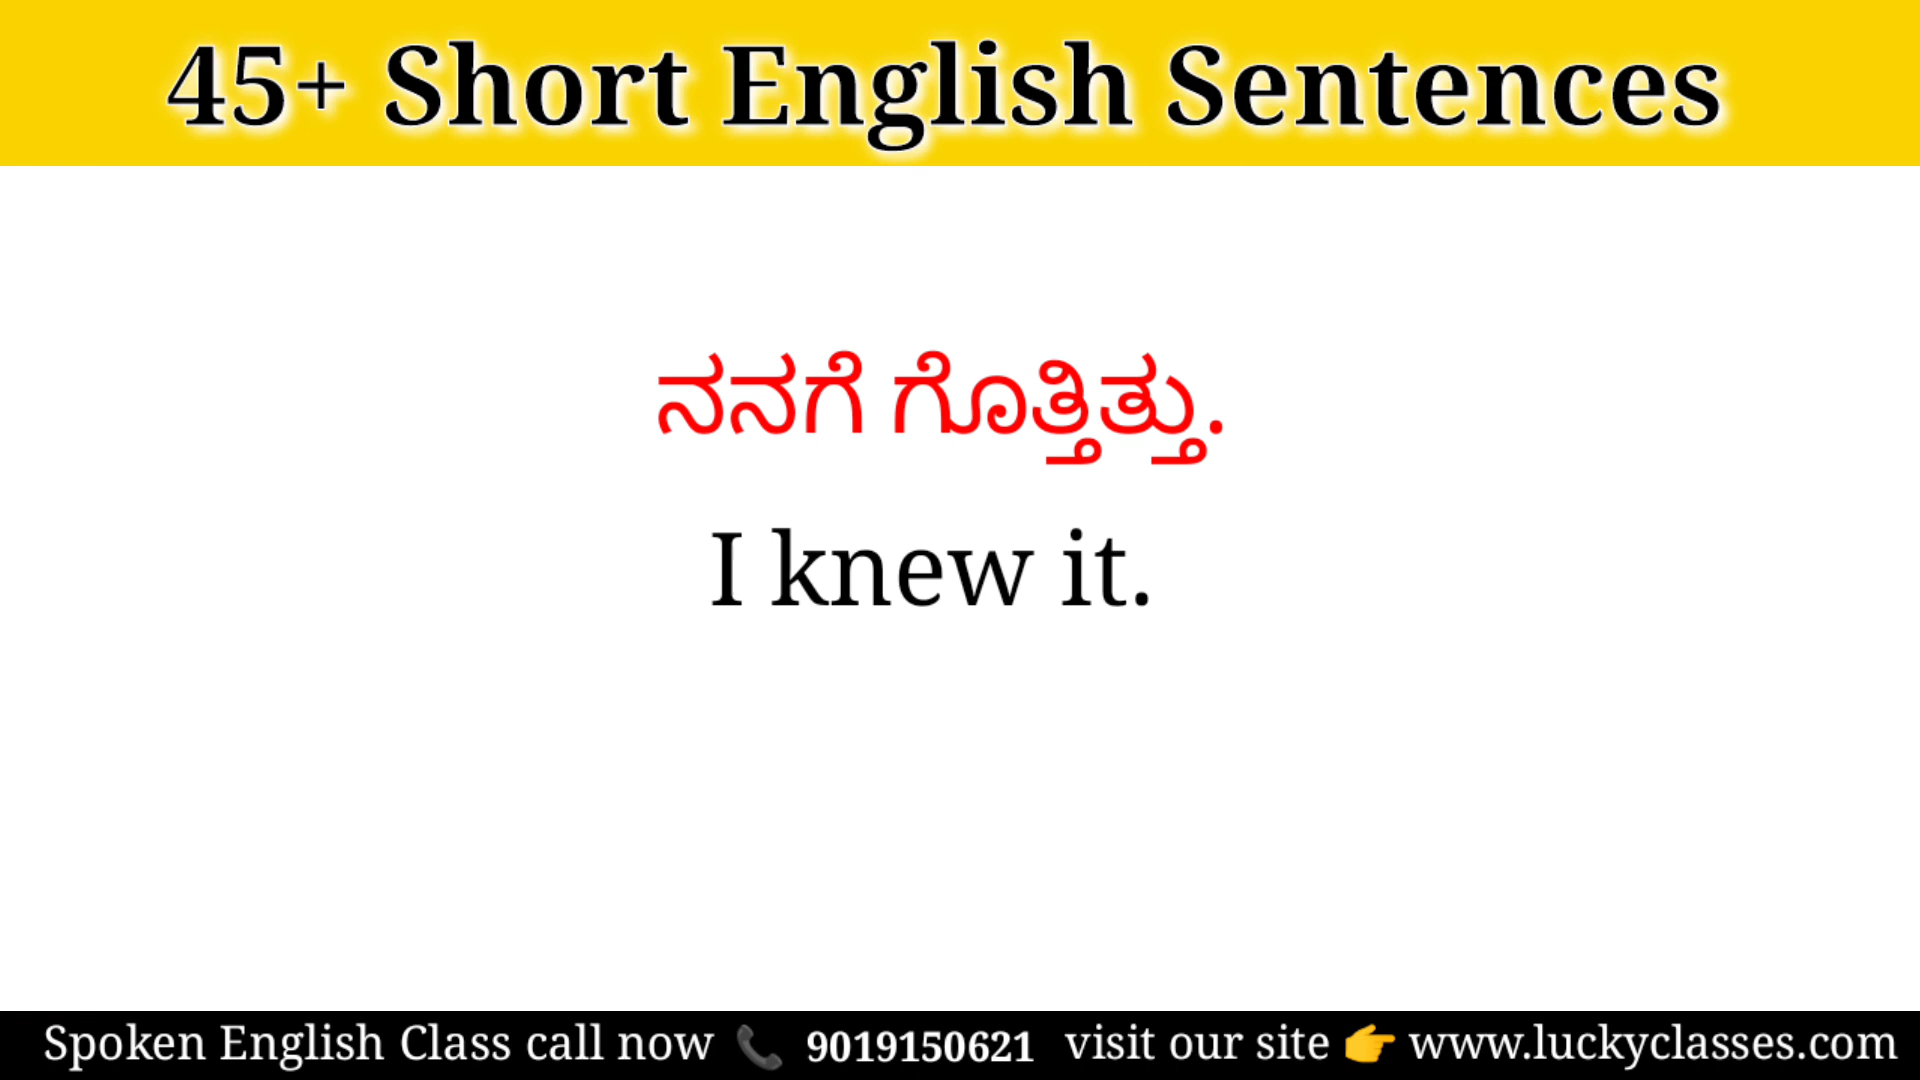 45+ Short English Sentences
ನನಗೆ ಗೊತ್ತಿತ್ತು.
I knew it.
Spoken English Class call now 📞 9019150621 visit our site 👉 www.luckyclasses.com